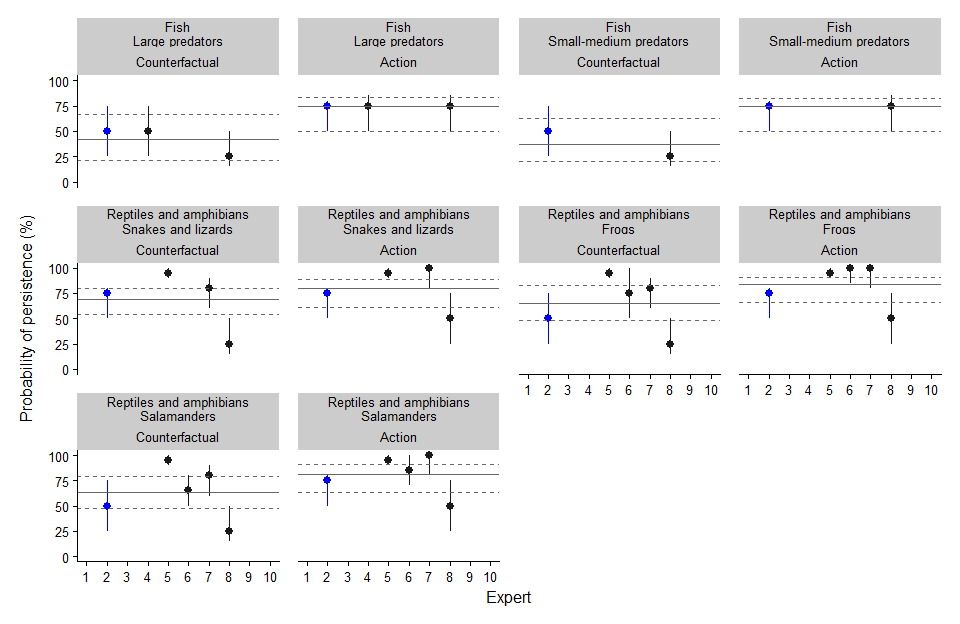 Fish
Large predators
Counterfactual
Fish
Large predators
Action
Fish
Small-medium predators
Counterfactual
Fish
Small-medium predators
Action
100
75
50
25
0
Reptiles and amphibians
Snakes and lizards
Counterfactual
Reptiles and amphibians
Snakes and lizards
Action
Reptiles and amphibians
Frogs
Counterfactual
Reptiles and amphibians
Frogs
Action
100
75
50
25
0
1 2 3 4 5 6 7 8 9 10
1 2 3 4 5 6 7 8 9 10
Reptiles and amphibians
Salamanders
Counterfactual
Reptiles and amphibians
Salamanders
Action
100
75
50
25
0
1 2 3 4 5 6 7 8 9 10
1 2 3 4 5 6 7 8 9 10
Expert
Probability of persistence (%)